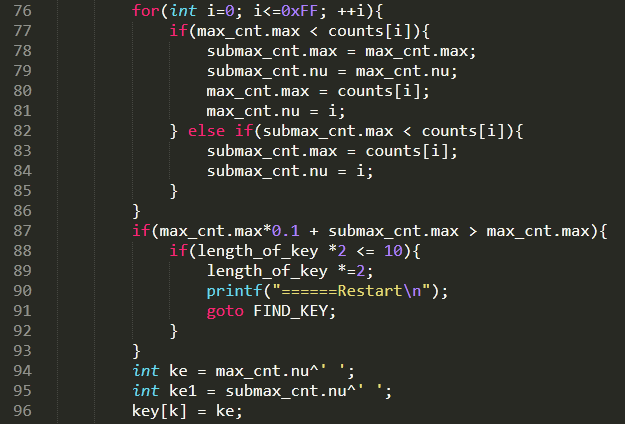 76 for(int i=0; i<=0xFF; ++i){
77 if(max_cnt.max < counts[i]){
78 submax_cnt.max = max_cnt.max;
79 submax_cnt.nu = max_cnt.nu;
80 max_cnt.max = counts[i];
81 max_cnt.nu = i;
82 } else if(submax_cnt.max < counts[i]){
83 submax_cnt.max = counts[i];
84 submax_cnt.nu = i;
85 }
86 }
87 if(max_cnt.max*0.1 + submax_cnt.max > max_cnt.max){
88 if(length_of_key *2 <= 10){
89 length_of_key *=2;
90 printf("======Restart\n");
91 goto FIND_KEY;
92 }
93 }
94 int ke = max_cnt.nu^' ';
95 int ke1 = submax_cnt.nu^' ';
96 key[k] = ke;